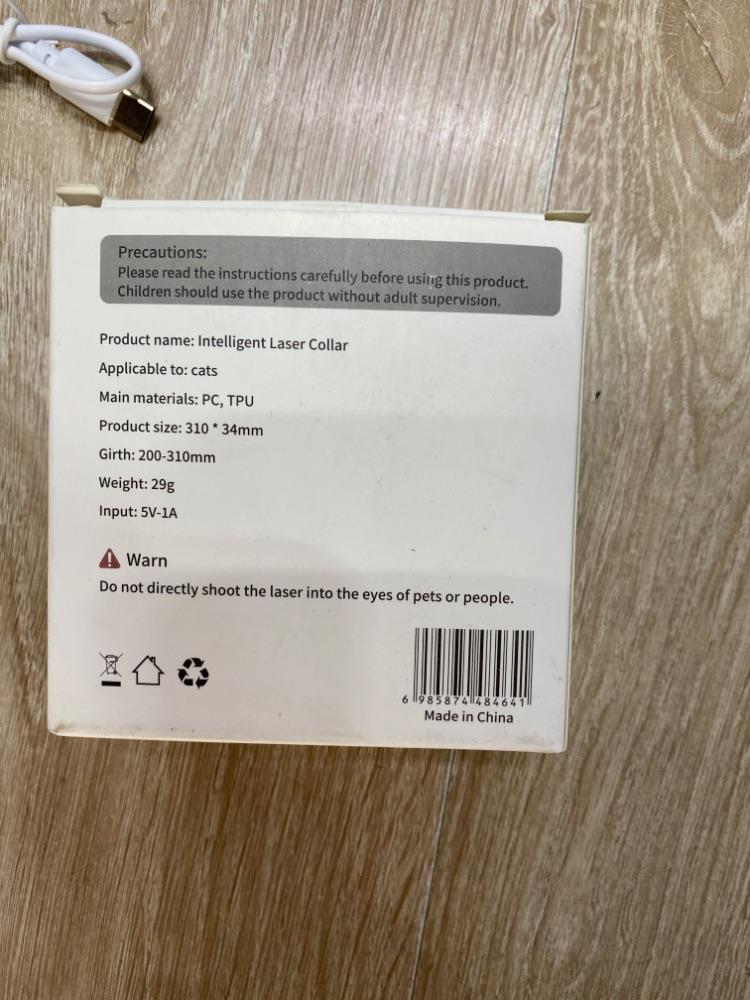 Precautions:
Please read the instructions carefully before using this product.
Children should use the product without adult supervision.
Product name: Intelligent Laser Collar
Applicable to: cats
Main materials: PC, TPU
Product size: 310 * 34mm
Girth: 200-310mm
Weight: 29g
Input: 5V-1A
Warn
Do not directly shoot the laser into the eyes of pets or people.
6 985874 484641
Made in China